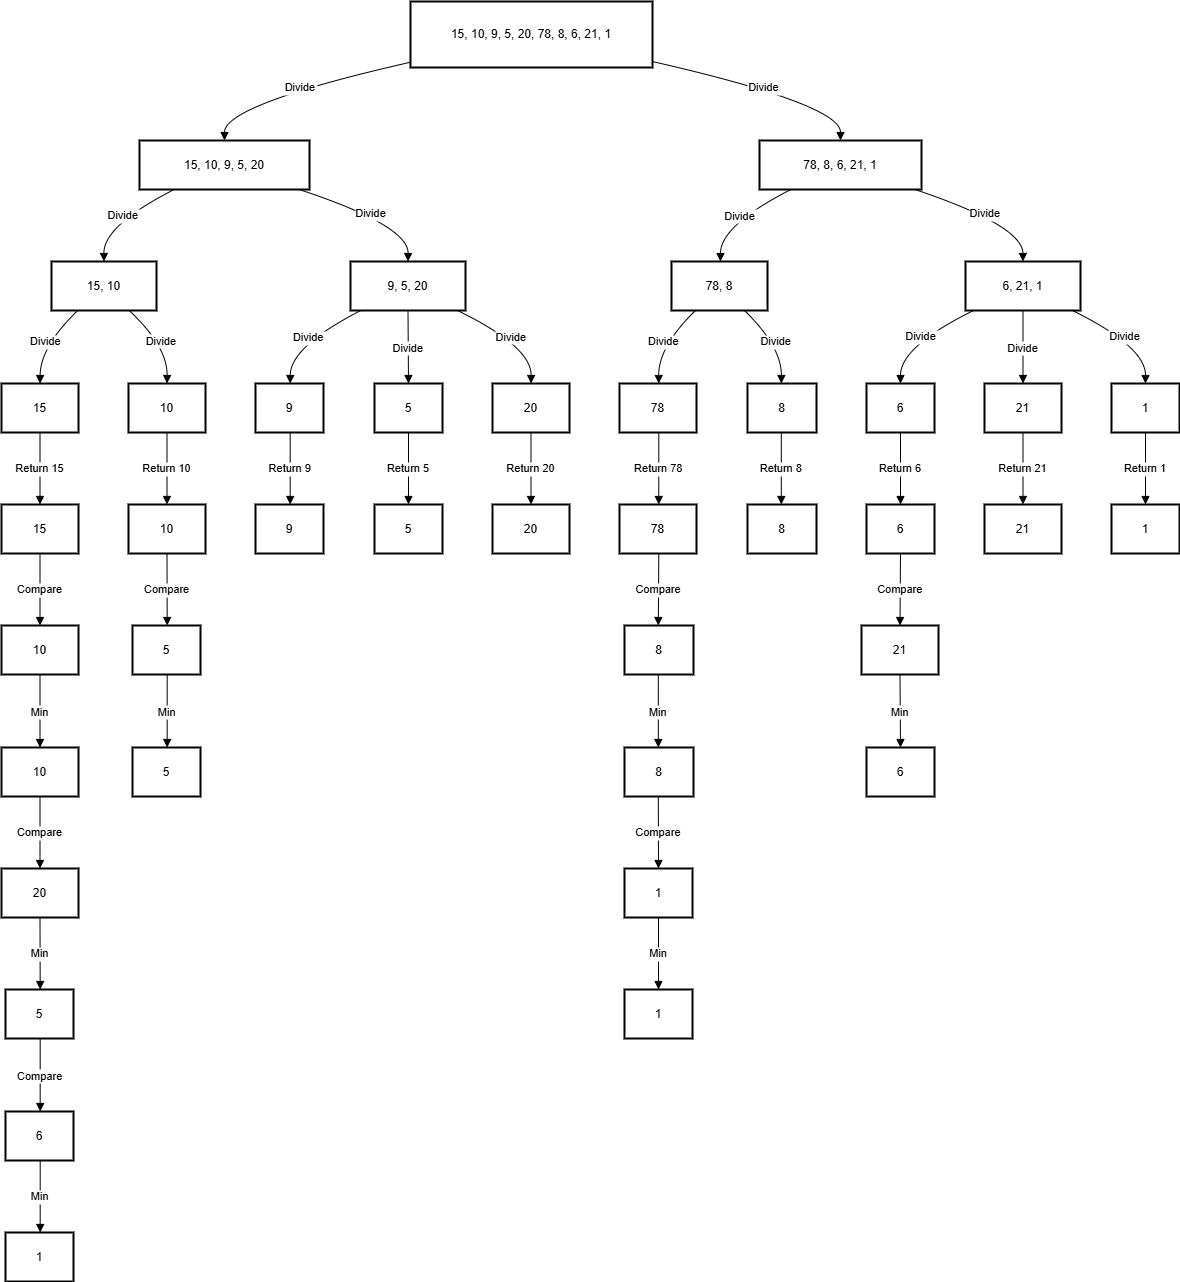 15, 10, 9, 5, 20, 78, 8, 6, 21, 1
Divide Divide
15, 10, 9, 5, 20 78, 8, 6, 21, 1
Divide Divide Divide Divide
15, 10 9, 5, 20 78, 8 6, 21, 1
Divide Divide Divide Divide Divide Divide Divide Divide Divide Divide
15 10 9 5 20 78 8 6 21 1
Return 15 Return 10 Return 9 Return 5 Return 20 Return 78 Return 8 Return 6 Return 21 Return 1
15 10 9 5 20 78 8 6 21 1
Compare Compare Compare Compare
10 5 8 21
Min Min Min Min
10 5 8 6
Compare Compare
20 1
Min Min
5 1
Compare
6
Min
1